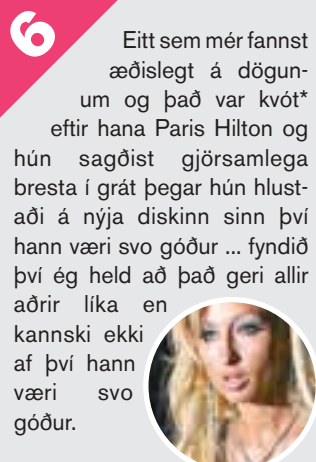 6
Eitt sem mér fannst
æðislegt á dögun-
um og það var kvót*
eftir hana Paris Hilton og
hún sagðist gjörsamlega
bresta í grát þegar hún hlust-
aði á nýja diskinn sinn því
hann væri svo góður ... fyndið
því ég held að það geri allir
aðrir líka en
kannski ekki
af því hann
væri svo
góður.